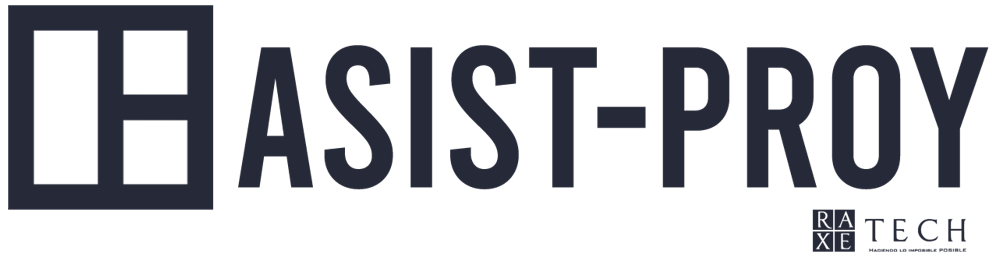 ASIST-PROY
RA
XE
TECH
HACIENDO LO IMPOSIBLE POSIBLE